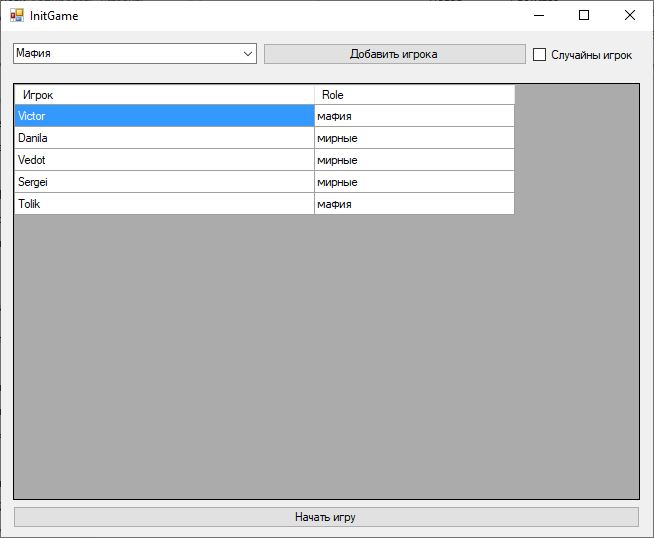 InitGame
Мафия Добавить игрока Случайны игрок
Игрок Role
Victor мафия
Danila мирные
Vedot мирные
Sergei мирные
Tolik мафия
Начать игру